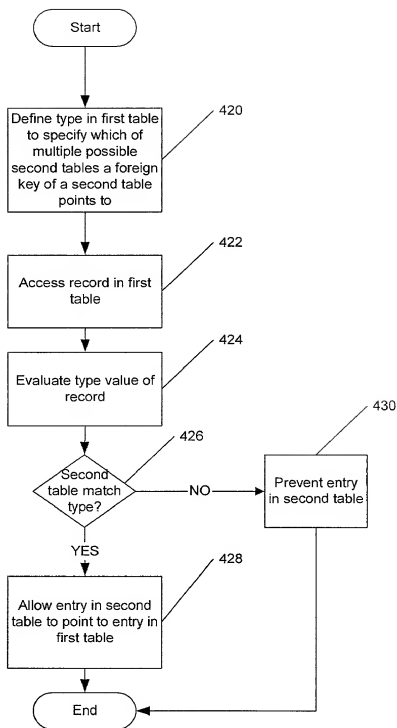 Start
420
Define type in first table
to specify which of
multiple possible
second tables a foreign
key of a second table
points to
422
Access record in first
table
424
Evaluate type value of
record
426
430
Second
table match
type?
NO
Prevent entry
in second table
YES
428
Allow entry in second
table to point to entry in
first table
End